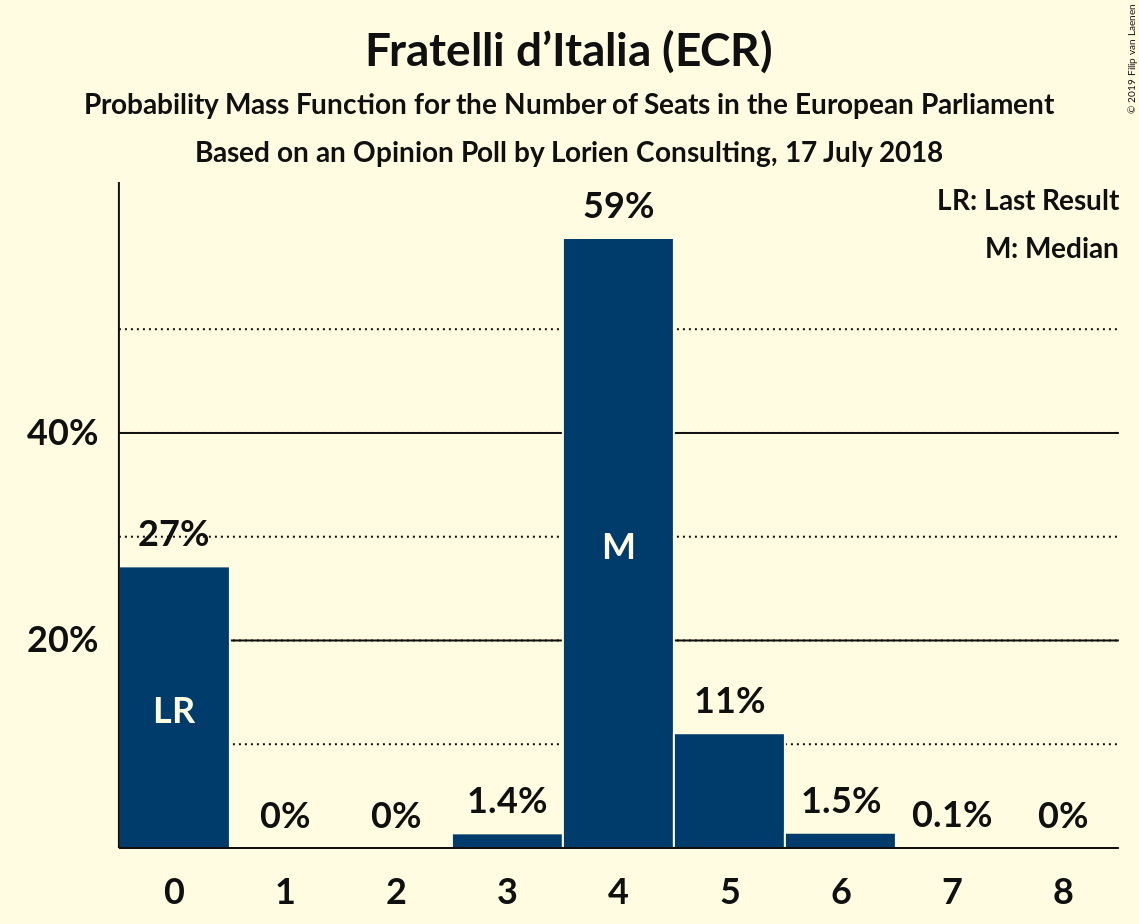 Fratelli d’Italia (ECR)
Probability Mass Function for the Number of Seats in the European Parliament
Based on an Opinion Poll by Lorien Consulting, 17 July 2018
© 2019 Filip van Laenen
LR: Last Result
M: Median
59%
40%
27%
M
20%
LR
11%
0%
0%
1.4%
1.5%
0.1%
0%
0 1 2 3 4 5 6 7 8